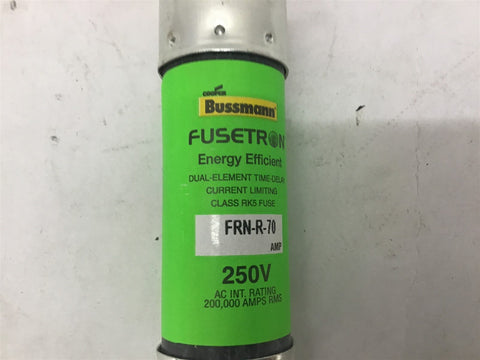 COOPER
Bussmann
FUSETRON
Energy Efficient
DUAL-ELEMENT TIME-DELAY
CURRENT LIMITING
CLASS RK5 FUSE
FRN-R-70
AMP
250V
AC INT. RATING
200,000 AMPS RMS